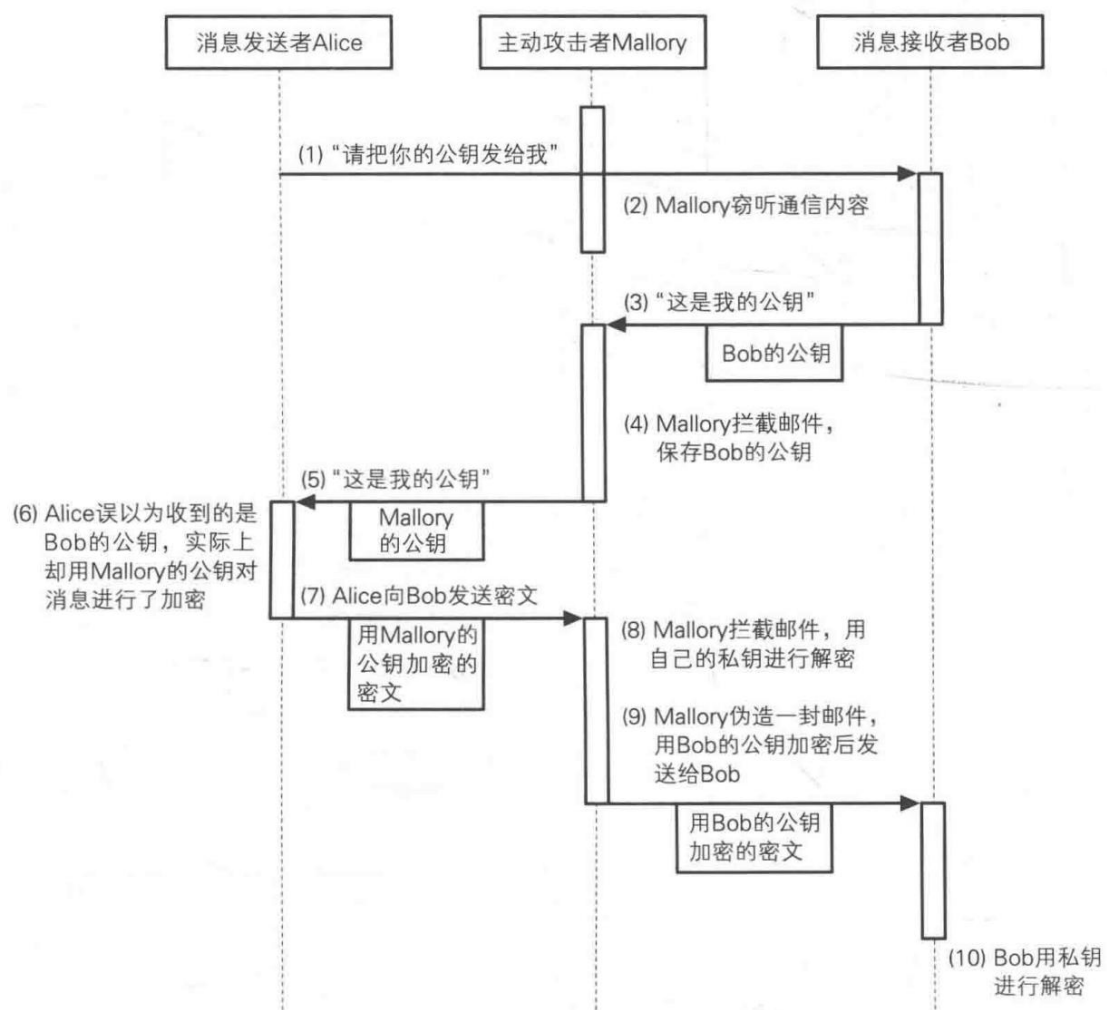 消息发送者Alice
主动攻击者Mallory
消息接收者Bob
(1) “请把你的公钥发给我”
(2) Mallory窃听通信内容
(3) “这是我的公钥”
Bob的公钥
(4) Mallory拦截邮件，
保存Bob的公钥
(5) “这是我的公钥”
Mallory
的公钥
(6) Alice误以为收到的是
Bob的公钥，实际上
却用Mallory的公钥对
消息进行了加密
(7) Alice向Bob发送密文
用Mallory的
公钥加密的
密文
(8) Mallory拦截邮件，用
自己的私钥进行解密
(9) Mallory伪造一封邮件，
用Bob的公钥加密后发
送给Bob
用Bob的公钥
加密的密文
(10) Bob用私钥
进行解密